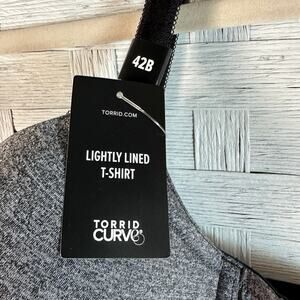 42B
TORRID.COM
LIGHTLY LINED
T-SHIRT
TORRID
CURVE